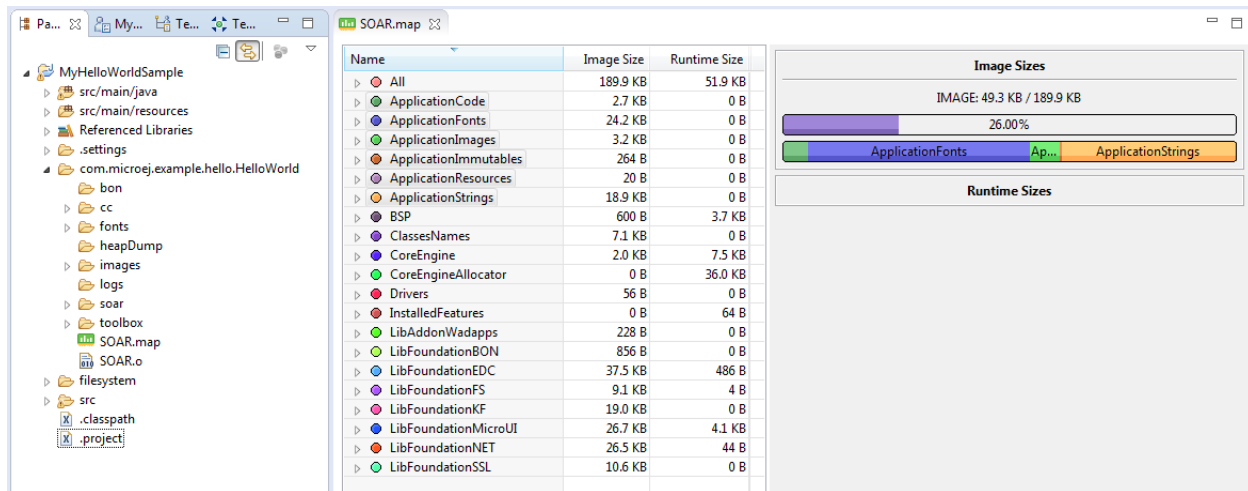 Pa... My... Te... Te...
MyHelloWorldSample
src/main/java
src/main/resources
Referenced Libraries
.settings
com.microej.example.hello.HelloWorld
bon
cc
fonts
heapDump
images
logs
soar
toolbox
SOAR.map
SOAR.o
filesystem
src
.classpath
.project
SOAR.map
Name Image Size Runtime Size
All 189.9 KB 51.9 KB
ApplicationCode 2.7 KB 0 B
ApplicationFonts 24.2 KB 0 B
ApplicationImages 3.2 KB 0 B
ApplicationImmutables 264 B 0 B
ApplicationResources 20 B 0 B
ApplicationStrings 18.9 KB 0 B
BSP 600 B 3.7 KB
ClassesNames 7.1 KB 0 B
CoreEngine 2.0 KB 7.5 KB
CoreEngineAllocator 0 B 36.0 KB
Drivers 56 B 0 B
InstalledFeatures 0 B 64 B
LibAddonWadapps 228 B 0 B
LibFoundationBON 856 B 0 B
LibFoundationEDC 37.5 KB 486 B
LibFoundationFS 9.1 KB 4 B
LibFoundationKF 19.0 KB 0 B
LibFoundationMicroUI 26.7 KB 4.1 KB
LibFoundationNET 26.5 KB 44 B
LibFoundationSSL 10.6 KB 0 B
Image Sizes
IMAGE: 49.3 KB / 189.9 KB
26.00%
ApplicationFonts Ap... ApplicationStrings
Runtime Sizes